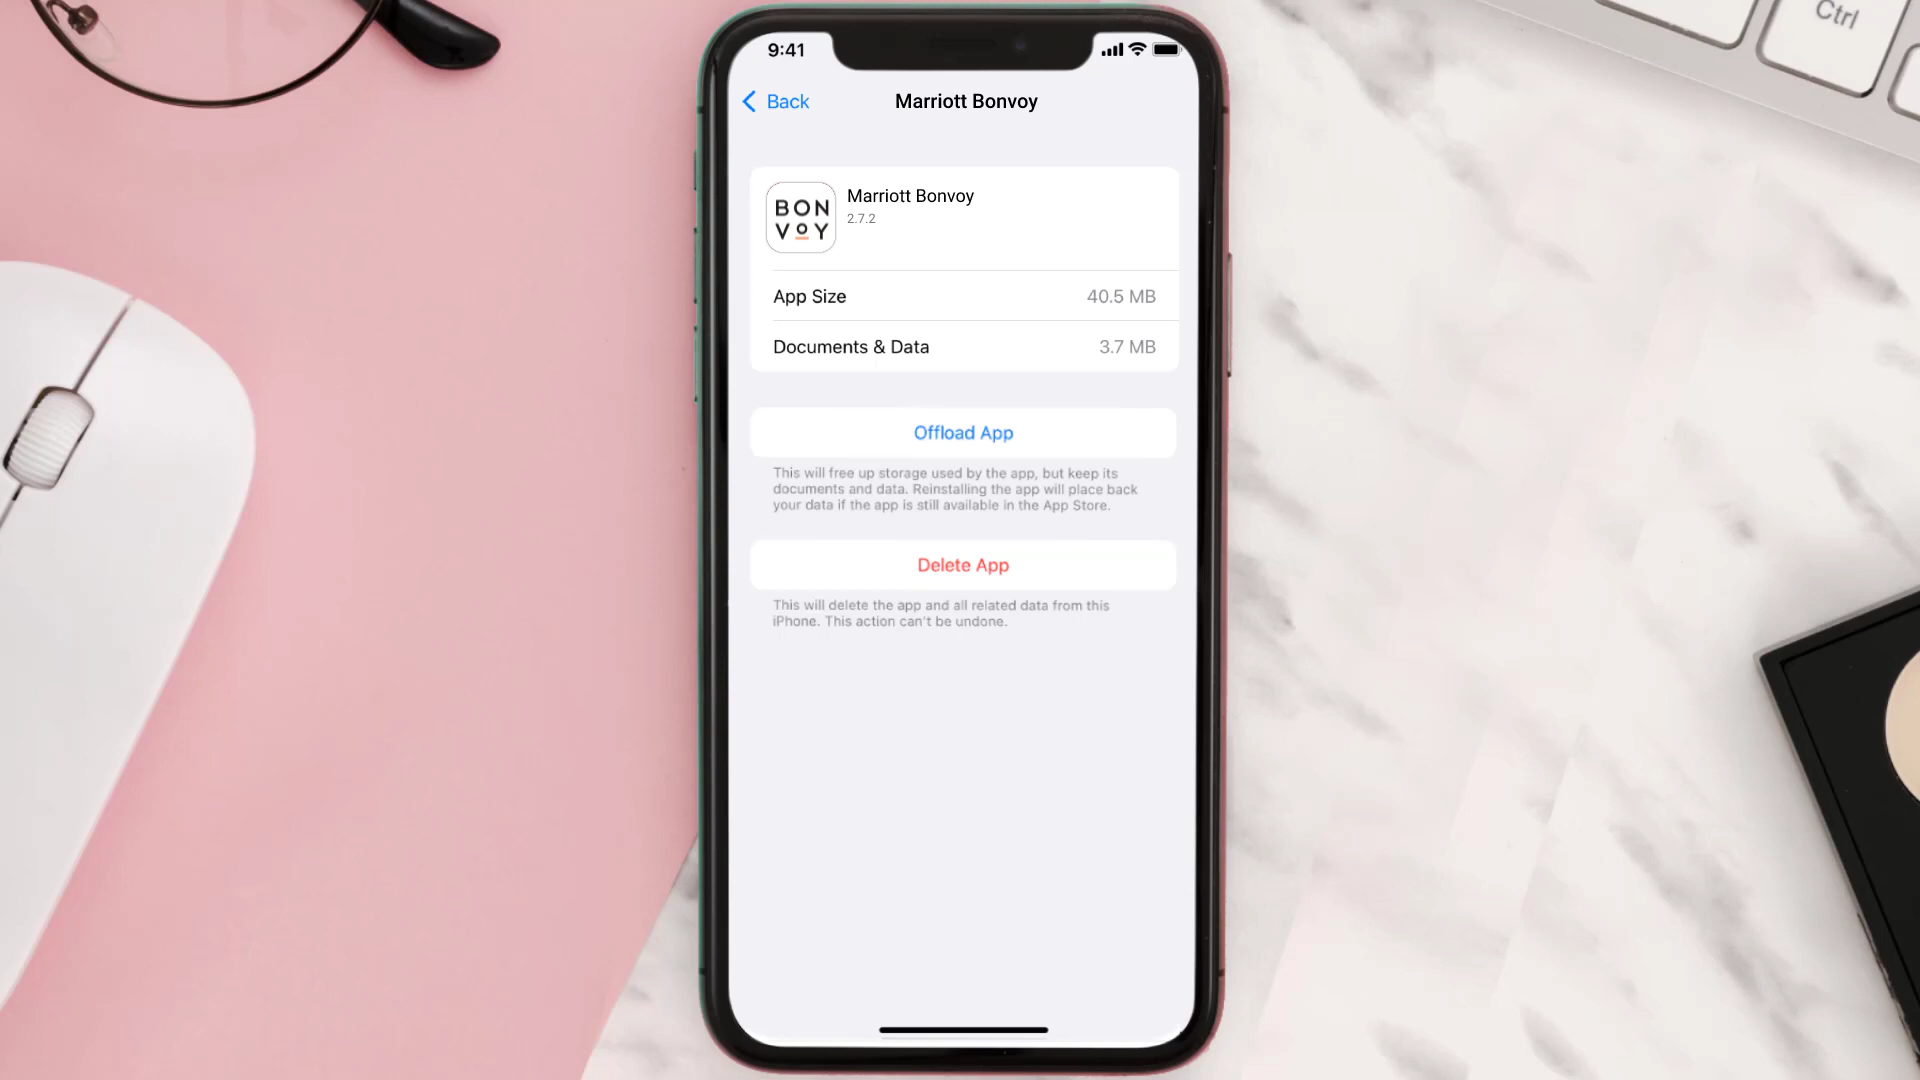 Ctrl
9:41
Back
Marriott Bonvoy
BON
VOY
Marriott Bonvoy
2.7.2
App Size
40.5 MB
Documents & Data
3.7 MB
Offload App
This will free up storage used by the app, but keep its
documents and data. Reinstalling the app will place back
your data if the app is still available in the App Store.
Delete App
This will delete the app and all related data from this
iPhone. This action can't be undone.